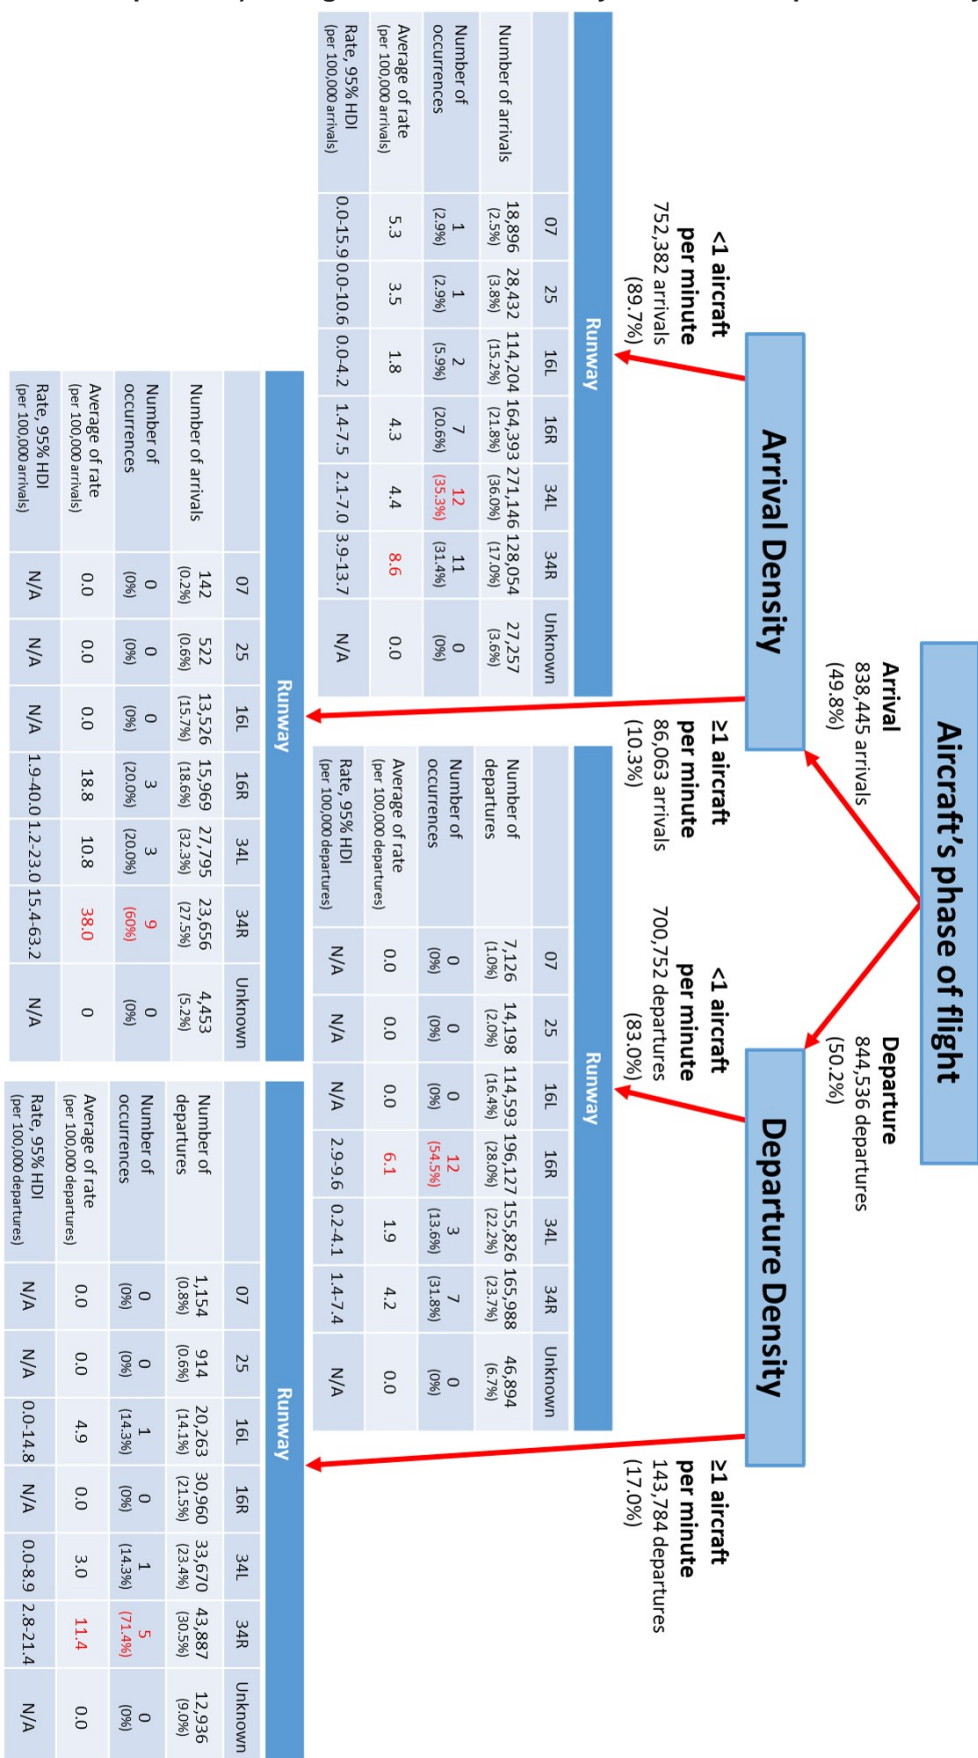 Aircraft's phase of flight
Arrival
838,445 arrivals
(49.8%)
Departure
844,536 departures
(50.2%)
Arrival Density
Departure Density
<1 aircraft
per minute
752,382 arrivals
(89.7%)
≥1 aircraft
per minute
86,063 arrivals
(10.3%)
<1 aircraft
per minute
700,752 departures
(83.0%)
≥1 aircraft
per minute
143,784 departures
(17.0%)
Runway
07 25 16L 16R 34L 34R Unknown
Number of arrivals 18,896 28,432 114,204 164,393 271,146 128,054 27,257
(2.5%) (3.8%) (15.2%) (21.8%) (36.0%) (17.0%) (3.6%)
Number of occurrences 1 1 2 7 12 11 0
(2.9%) (2.9%) (5.9%) (20.6%) (35.3%) (31.4%) (0%)
Average of rate 5.3 3.5 1.8 4.3 4.4 8.6 0.0
(per 100,000 arrivals)
Rate, 95% HDI 0.0-15.9 0.0-10.6 0.0-4.2 1.4-7.5 2.1-7.0 3.9-13.7 N/A
(per 100,000 arrivals)
Runway
07 25 16L 16R 34L 34R Unknown
Number of departures 7,126 14,198 114,593 196,127 155,826 165,988 46,894
(1.0%) (2.0%) (16.4%) (28.0%) (22.2%) (23.7%) (6.7%)
Number of occurrences 0 0 0 12 3 7 0
(0%) (0%) (0%) (54.5%) (13.6%) (31.8%) (0%)
Average of rate 0.0 0.0 0.0 6.1 1.9 4.2 0.0
(per 100,000 departures)
Rate, 95% HDI N/A N/A N/A 2.9-9.6 0.2-4.1 1.4-7.4 N/A
(per 100,000 departures)
Runway
07 25 16L 16R 34L 34R Unknown
Number of arrivals 142 522 13,526 15,969 27,795 23,656 4,453
(0.2%) (0.6%) (15.7%) (18.6%) (32.3%) (27.5%) (5.2%)
Number of occurrences 0 0 0 3 3 9 0
(0%) (0%) (0%) (20.0%) (20.0%) (60%) (0%)
Average of rate 0.0 0.0 0.0 18.8 10.8 38.0 0
(per 100,000 arrivals)
Rate, 95% HDI N/A N/A N/A 1.9-40.0 1.2-23.0 15.4-63.2 N/A
(per 100,000 arrivals)
Runway
07 25 16L 16R 34L 34R Unknown
Number of departures 1,154 914 20,263 30,960 33,670 43,887 12,936
(0.8%) (0.6%) (14.1%) (21.5%) (23.4%) (30.5%) (9.0%)
Number of occurrences 0 0 1 0 1 5 0
(0%) (0%) (14.3%) (0%) (14.3%) (71.4%) (0%)
Average of rate 0.0 0.0 4.9 0.0 3.0 11.4 0.0
(per 100,000 departures)
Rate, 95% HDI N/A N/A 0.0-14.8 N/A 0.0-8.9 2.8-21.4 N/A
(per 100,000 departures)